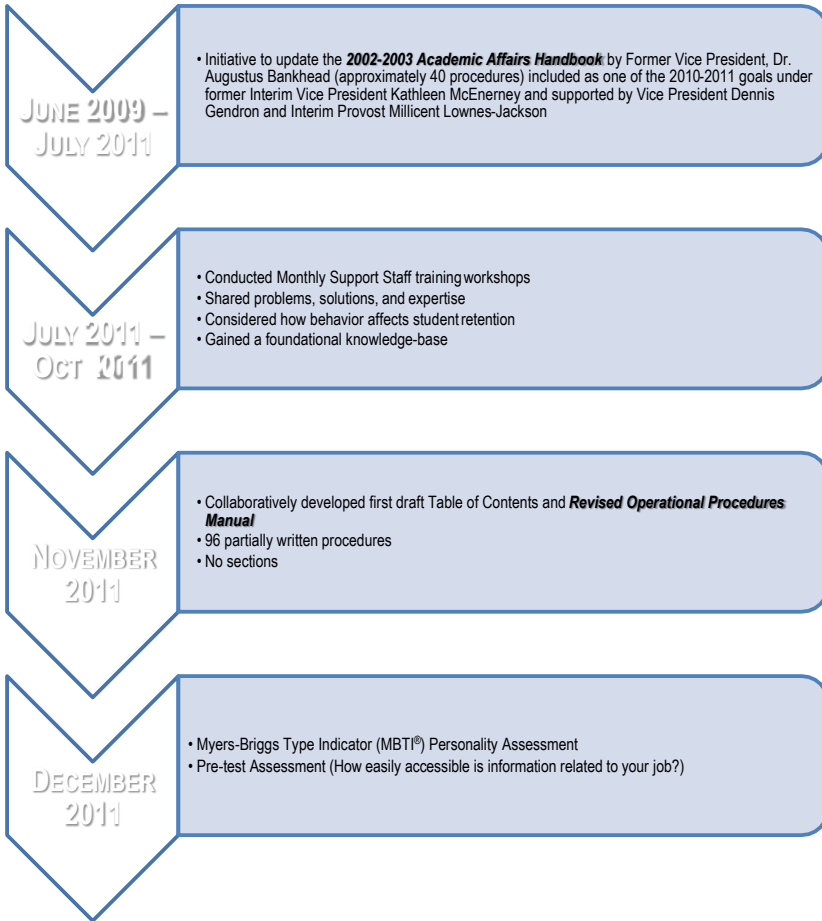 JUNE 2009 –
JULY 2011
• Initiative to update the 2002-2003 Academic Affairs Handbook by Former Vice President, Dr.
Augustus Bankhead (approximately 40 procedures) included as one of the 2010-2011 goals under
former Interim Vice President Kathleen McEnerney and supported by Vice President Dennis
Gendron and Interim Provost Millicent Lownes-Jackson
JULY 2011 –
OCT 2011
• Conducted Monthly Support Staff training workshops
• Shared problems, solutions, and expertise
• Considered how behavior affects student retention
• Gained a foundational knowledge-base
NOVEMBER
2011
• Collaboratively developed first draft Table of Contents and Revised Operational Procedures
Manual
• 96 partially written procedures
• No sections
DECEMBER
2011
• Myers-Briggs Type Indicator (MBTI®) Personality Assessment
• Pre-test Assessment (How easily accessible is information related to your job?)